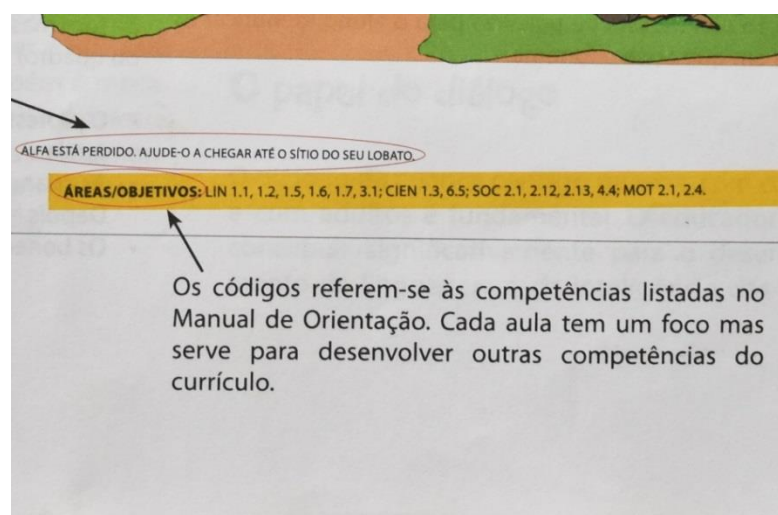 ALFA ESTÁ PERDIDO. AJUDE-O A CHEGAR ATÉ O SÍTIO DO SEU LOBATO.
ÁREAS/OBJETIVOS: LIN 1.1, 1.2, 1.5, 1.6, 1.7, 3.1; CIEN 1.3, 6.5; SOC 2.1, 2.12, 2.13, 4.4; MOT 2.1, 2.4.
Os códigos referem-se às competências listadas no
Manual de Orientação. Cada aula tem um foco mas
serve para desenvolver outras competências do
currículo.